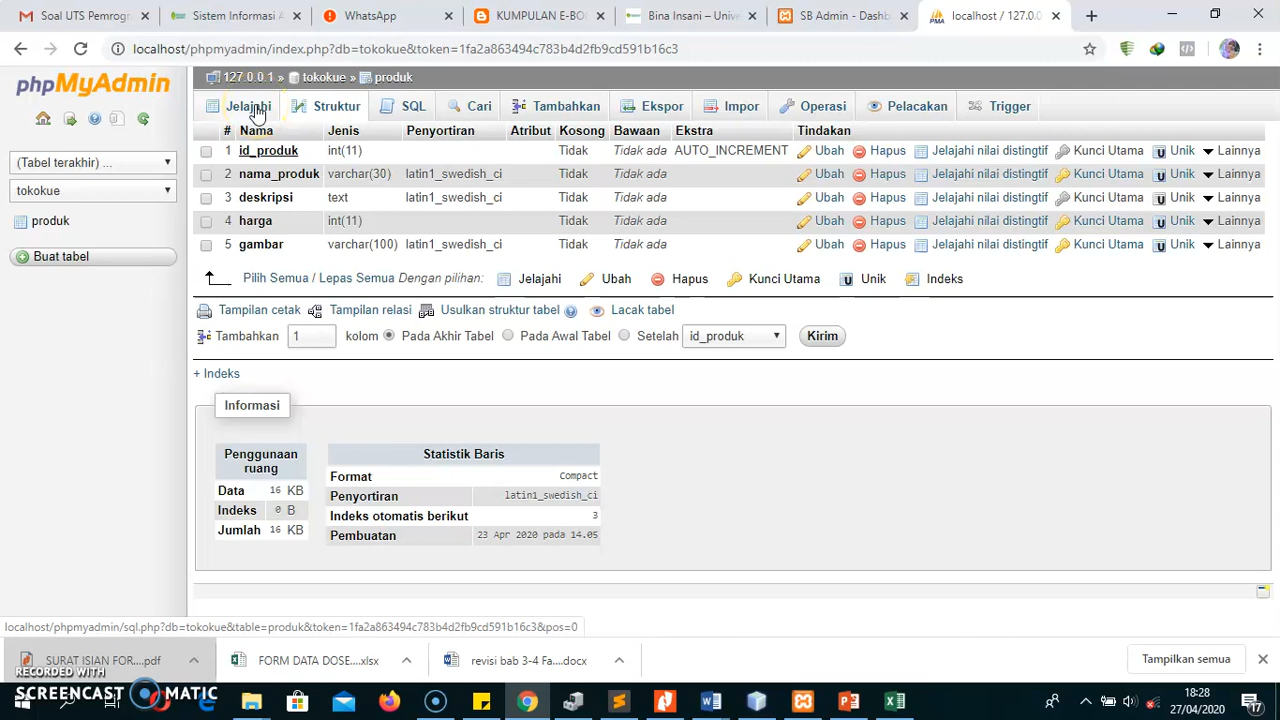 Soal UTS Pemrogr
Sistem Informasi A
WhatsApp
KUMPULAN E-BO
Bina Insani – Unive
SB Admin - Dashb
localhost / 127.0.0
localhost/phpmyadmin/index.php?db=tokokue&token=1fa2a863494c783b4d2fb9cd591b16c3
phpMyAdmin
(Tabel terakhir) ...
tokokue
produk
Buat tabel
127.0.0.1 » tokokue » produk
Jelajahi Struktur SQL Cari Tambahkan Ekspor Impor Operasi Pelacakan Trigger
# Nama Jenis Penyortiran Atribut Kosong Bawaan Ekstra Tindakan
1 id_produk int(11) Tidak Tidak ada AUTO_INCREMENT Ubah Hapus Jelajahi nilai distingtif Kunci Utama Unik Lainnya
2 nama_produk varchar(30) latin1_swedish_ci Tidak Tidak ada Ubah Hapus Jelajahi nilai distingtif Kunci Utama Unik Lainnya
3 deskripsi text latin1_swedish_ci Tidak Tidak ada Ubah Hapus Jelajahi nilai distingtif Kunci Utama Unik Lainnya
4 harga int(11) Tidak Tidak ada Ubah Hapus Jelajahi nilai distingtif Kunci Utama Unik Lainnya
5 gambar varchar(100) latin1_swedish_ci Tidak Tidak ada Ubah Hapus Jelajahi nilai distingtif Kunci Utama Unik Lainnya
Pilih Semua / Lepas Semua Dengan pilihan: Jelajahi Ubah Hapus Kunci Utama Unik Indeks
Tampilan cetak Tampilan relasi Usulkan struktur tabel Lacak tabel
Tambahkan 1 kolom Pada Akhir Tabel Pada Awal Tabel Setelah id_produk Kirim
+ Indeks
Informasi
Penggunaan ruang
Data 16 KB
Indeks 0 B
Jumlah 16 KB
Statistik Baris
Format Compact
Penyortiran latin1_swedish_ci
Indeks otomatis berikut 3
Pembuatan 23 Apr 2020 pada 14.05
localhost/phpmyadmin/sql.php?db=tokokue&table=produk&token=1fa2a863494c783b4d2fb9cd591b16c3&pos=0
SURAT ISIAN FOR....pdf
FORM DATA DOSE....xlsx
revisi bab 3-4 Fa....docx
Tampilkan semua
RECORDED WITH
SCREENCAST MATIC
18:28
27/04/2020
17